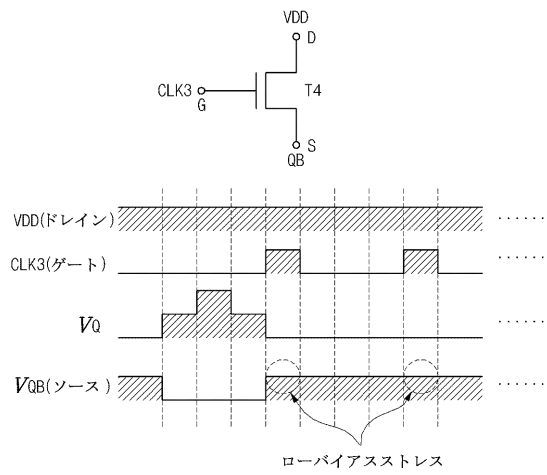 VDD
D
CLK3
G
T4
S
QB
VDD(ドレイン)
......
CLK3(ゲート)
......
VQ
......
VQB(ソース)
......
ローバイアスストレス